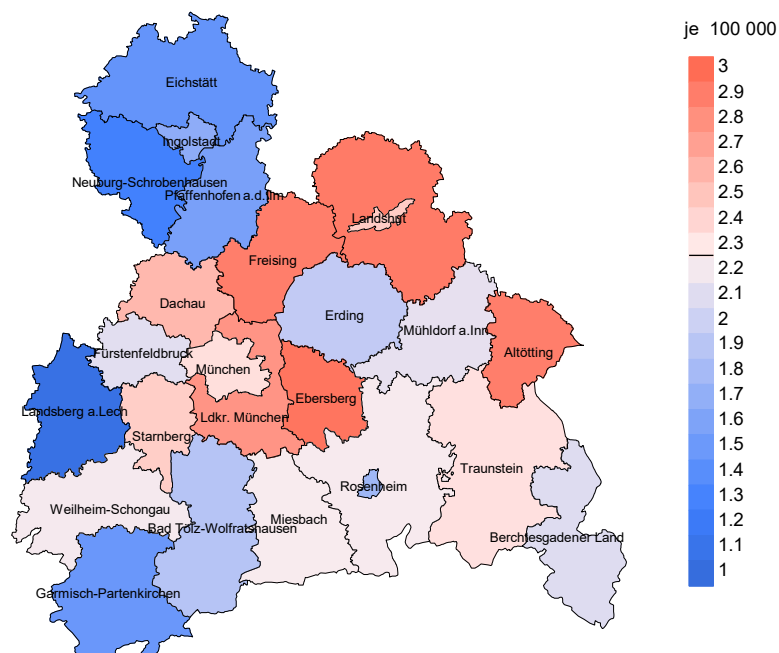 je 100 000
3
2.9
2.8
2.7
2.6
2.5
2.4
2.3
2.2
2.1
2
1.9
1.8
1.7
1.6
1.5
1.4
1.3
1.2
1.1
1
Eichstätt
Ingolstadt
Neuburg-Schrobenhausen
Pfaffenhofen a.d.Ilm
Landshut
Freising
Dachau
Erding
Mühldorf a.Inn
Fürstenfeldbruck
München
Altötting
Ebersberg
Landsberg a.Lech
Ldkr. München
Starnberg
Traunstein
Rosenheim
Weilheim-Schongau
Miesbach
Bad Tölz-Wolfratshausen
Berchtesgadener Land
Garmisch-Partenkirchen